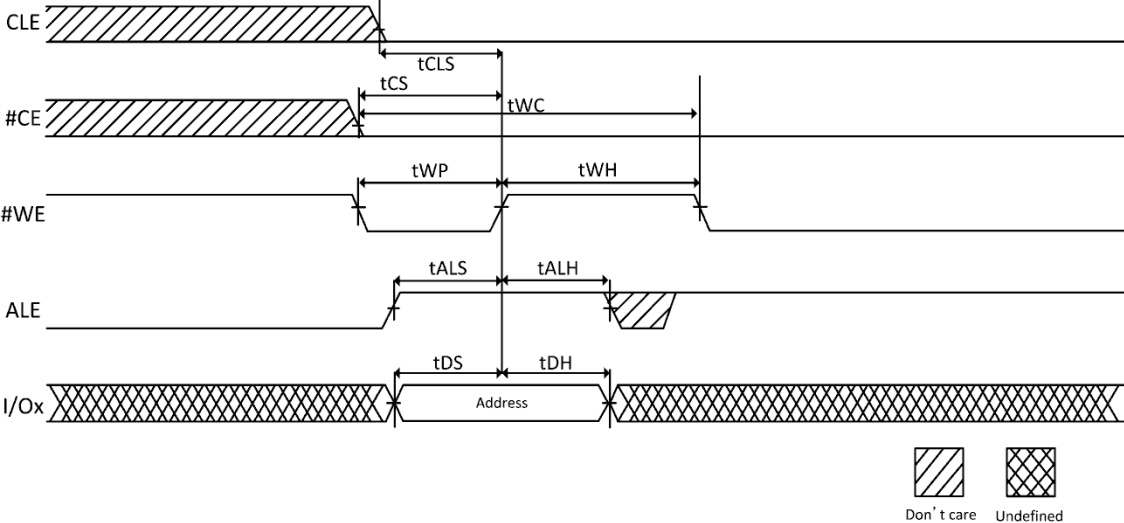 CLE
tCLS
tCS
#CE
tWC
tWP
tWH
#WE
tALS
tALH
ALE
tDS
tDH
I/Ox
Address
Don’t care
Undefined